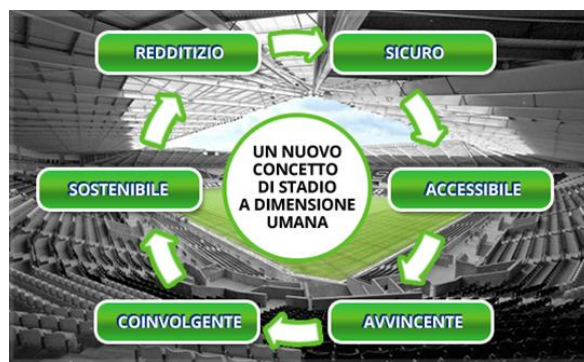 REDDITIZIO
SICURO
SOSTENIBILE
UN NUOVO
CONCETTO
DI STADIO
A DIMENSIONE
UMANA
ACCESSIBILE
COINVOLGENTE
AVVINCENTE